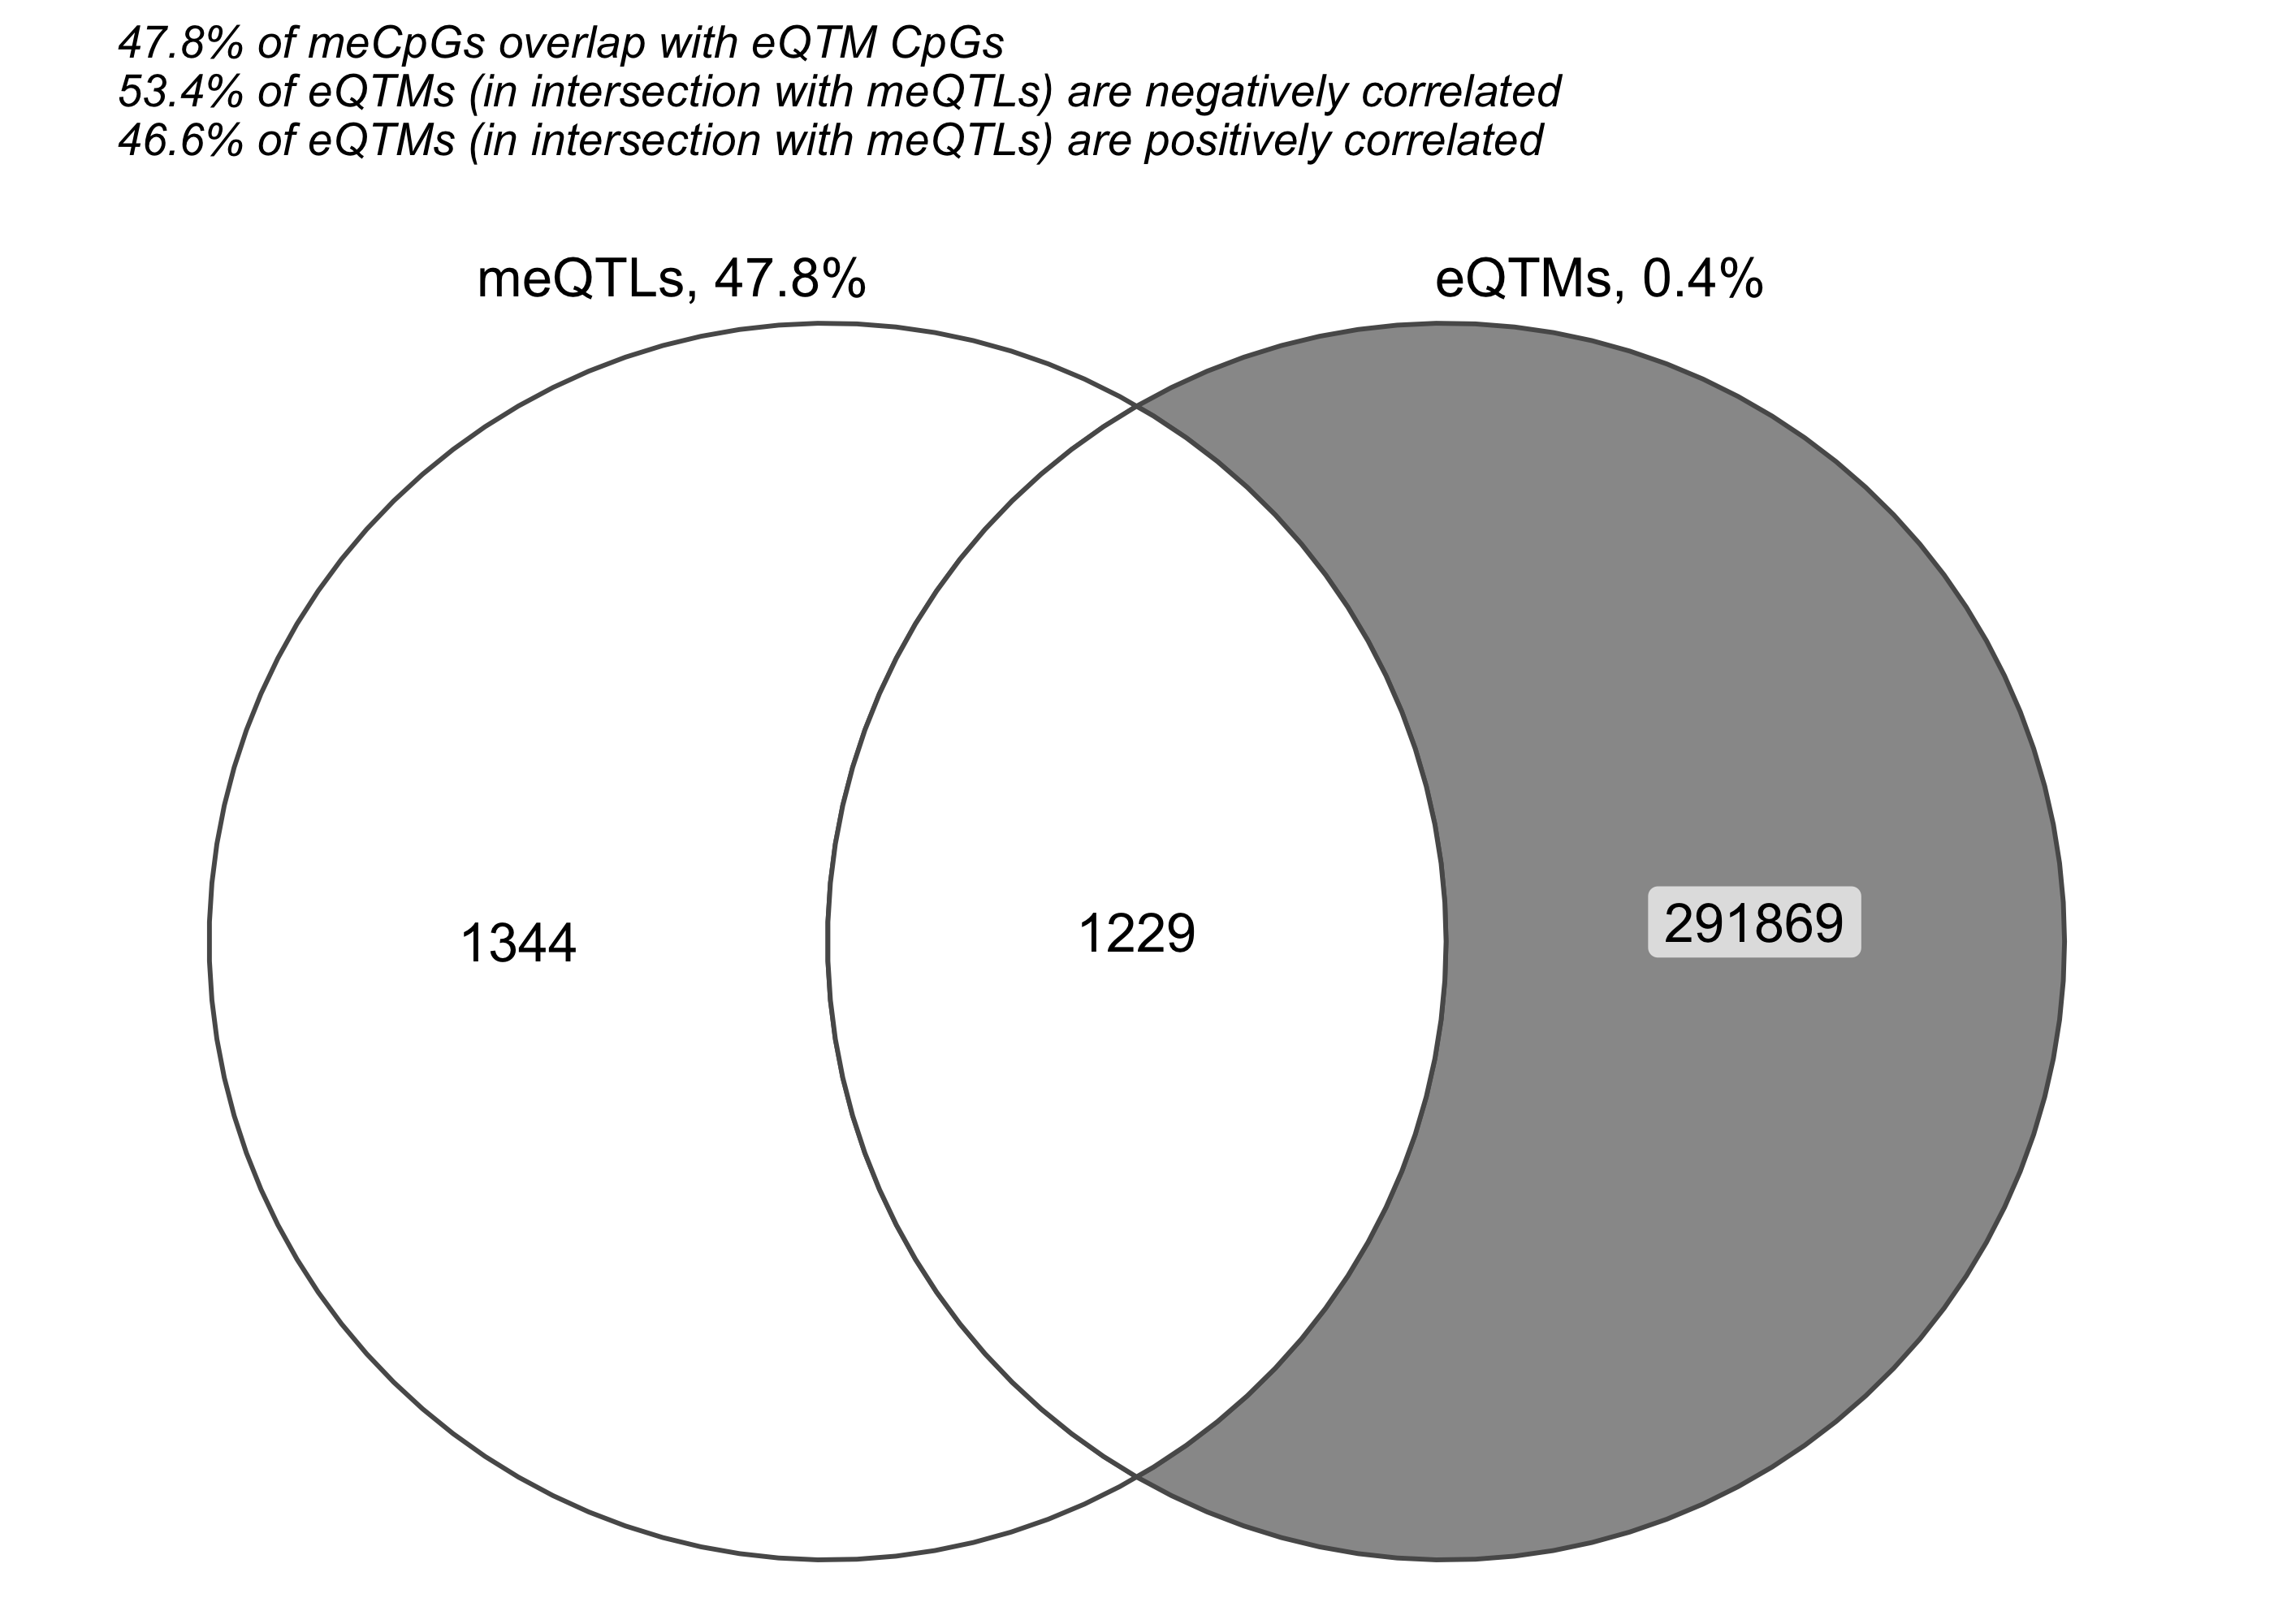 47.8% of meCpGs overlap with eQTM CpGs
53.4% of eQTMs (in intersection with meQTLs) are negatively correlated
46.6% of eQTMs (in intersection with meQTLs) are positively correlated
meQTLs, 47.8%
eQTMs, 0.4%
1344
1229
291869